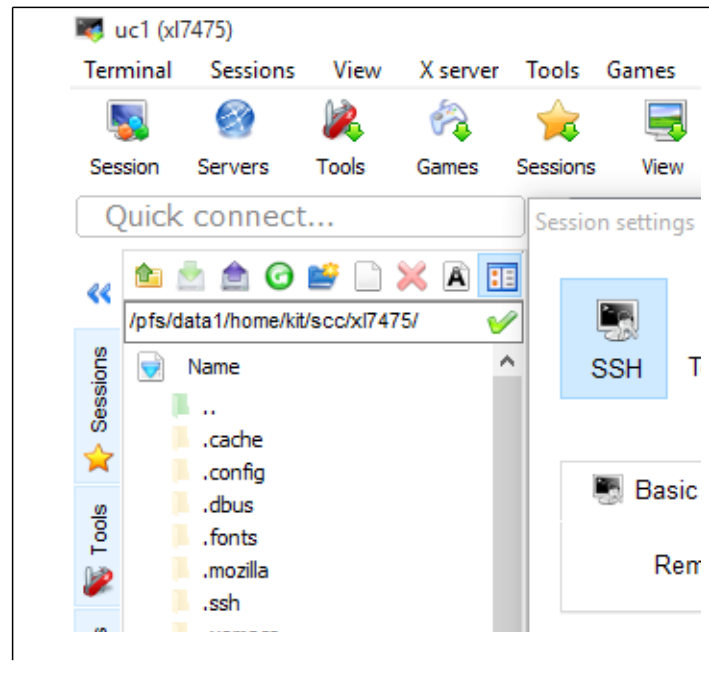 uc1 (xl7475)
Terminal Sessions View X server Tools Games
Session Servers Tools Games Sessions View
Quick connect...
Session settings
/pfs/data1/home/kit/scc/xl7475/
Sessions
Tools
Name
..
.cache
.config
.dbus
.fonts
.mozilla
.ssh
SSH
T
Basic
Rem